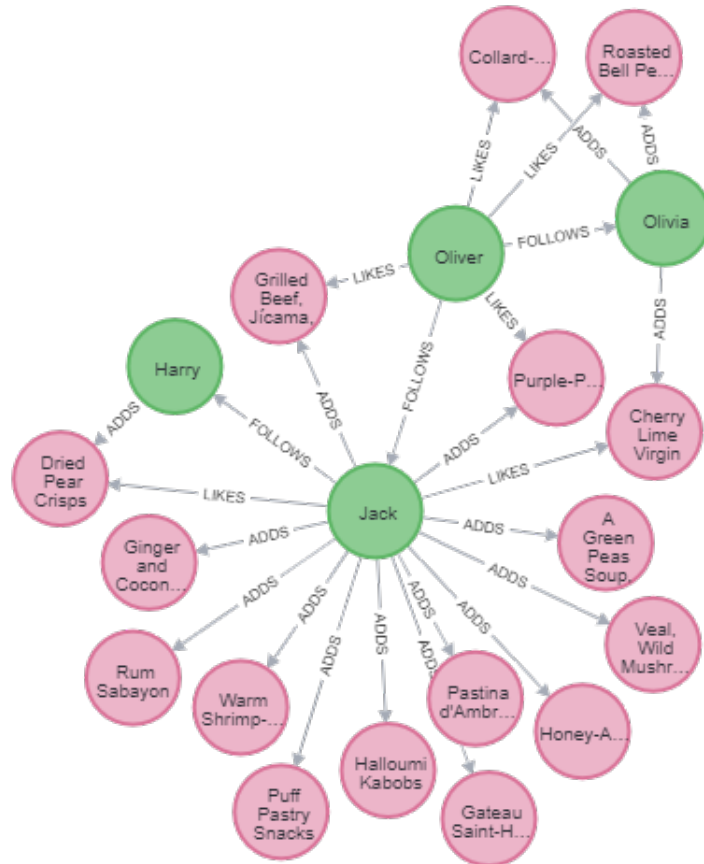 Collard-...
Roasted
Bell Pe...
LIKES
ADDS
LIKES
ADDS
Oliver
FOLLOWS
Olivia
Grilled
Beef,
Jícama,
LIKES
LIKES
ADDS
Harry
FOLLOWS
Purple-P...
ADDS
ADDS
FOLLOWS
ADDS
Cherry
Lime
Virgin
Dried
Pear
Crisps
LIKES
Jack
LIKES
ADDS
A
Green
Peas
Soup,
Ginger
and
Cocon...
ADDS
ADDS
ADDS
ADDS
ADDS
ADDS
ADDS
ADDS
ADDS
Rum
Sabayon
Warm
Shrimp-...
Puff
Pastry
Snacks
Halloumi
Kabobs
Pastina
d'Ambr...
Gateau
Saint-H...
Honey-A...
Veal,
Wild
Mushr...